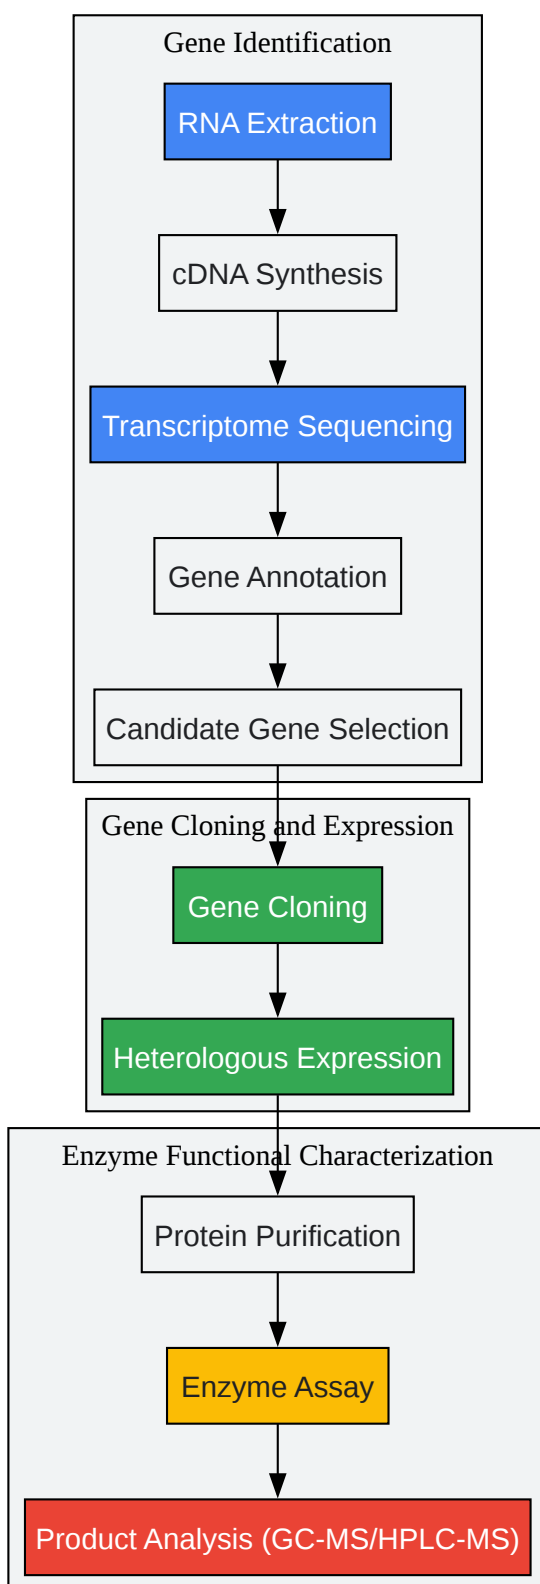 Gene Identification
RNA Extraction
cDNA Synthesis
Transcriptome Sequencing
Gene Annotation
Candidate Gene Selection
Gene Cloning and Expression
Gene Cloning
Heterologous Expression
Enzyme Functional Characterization
Protein Purification
Enzyme Assay
Product Analysis (GC-MS/HPLC-MS)